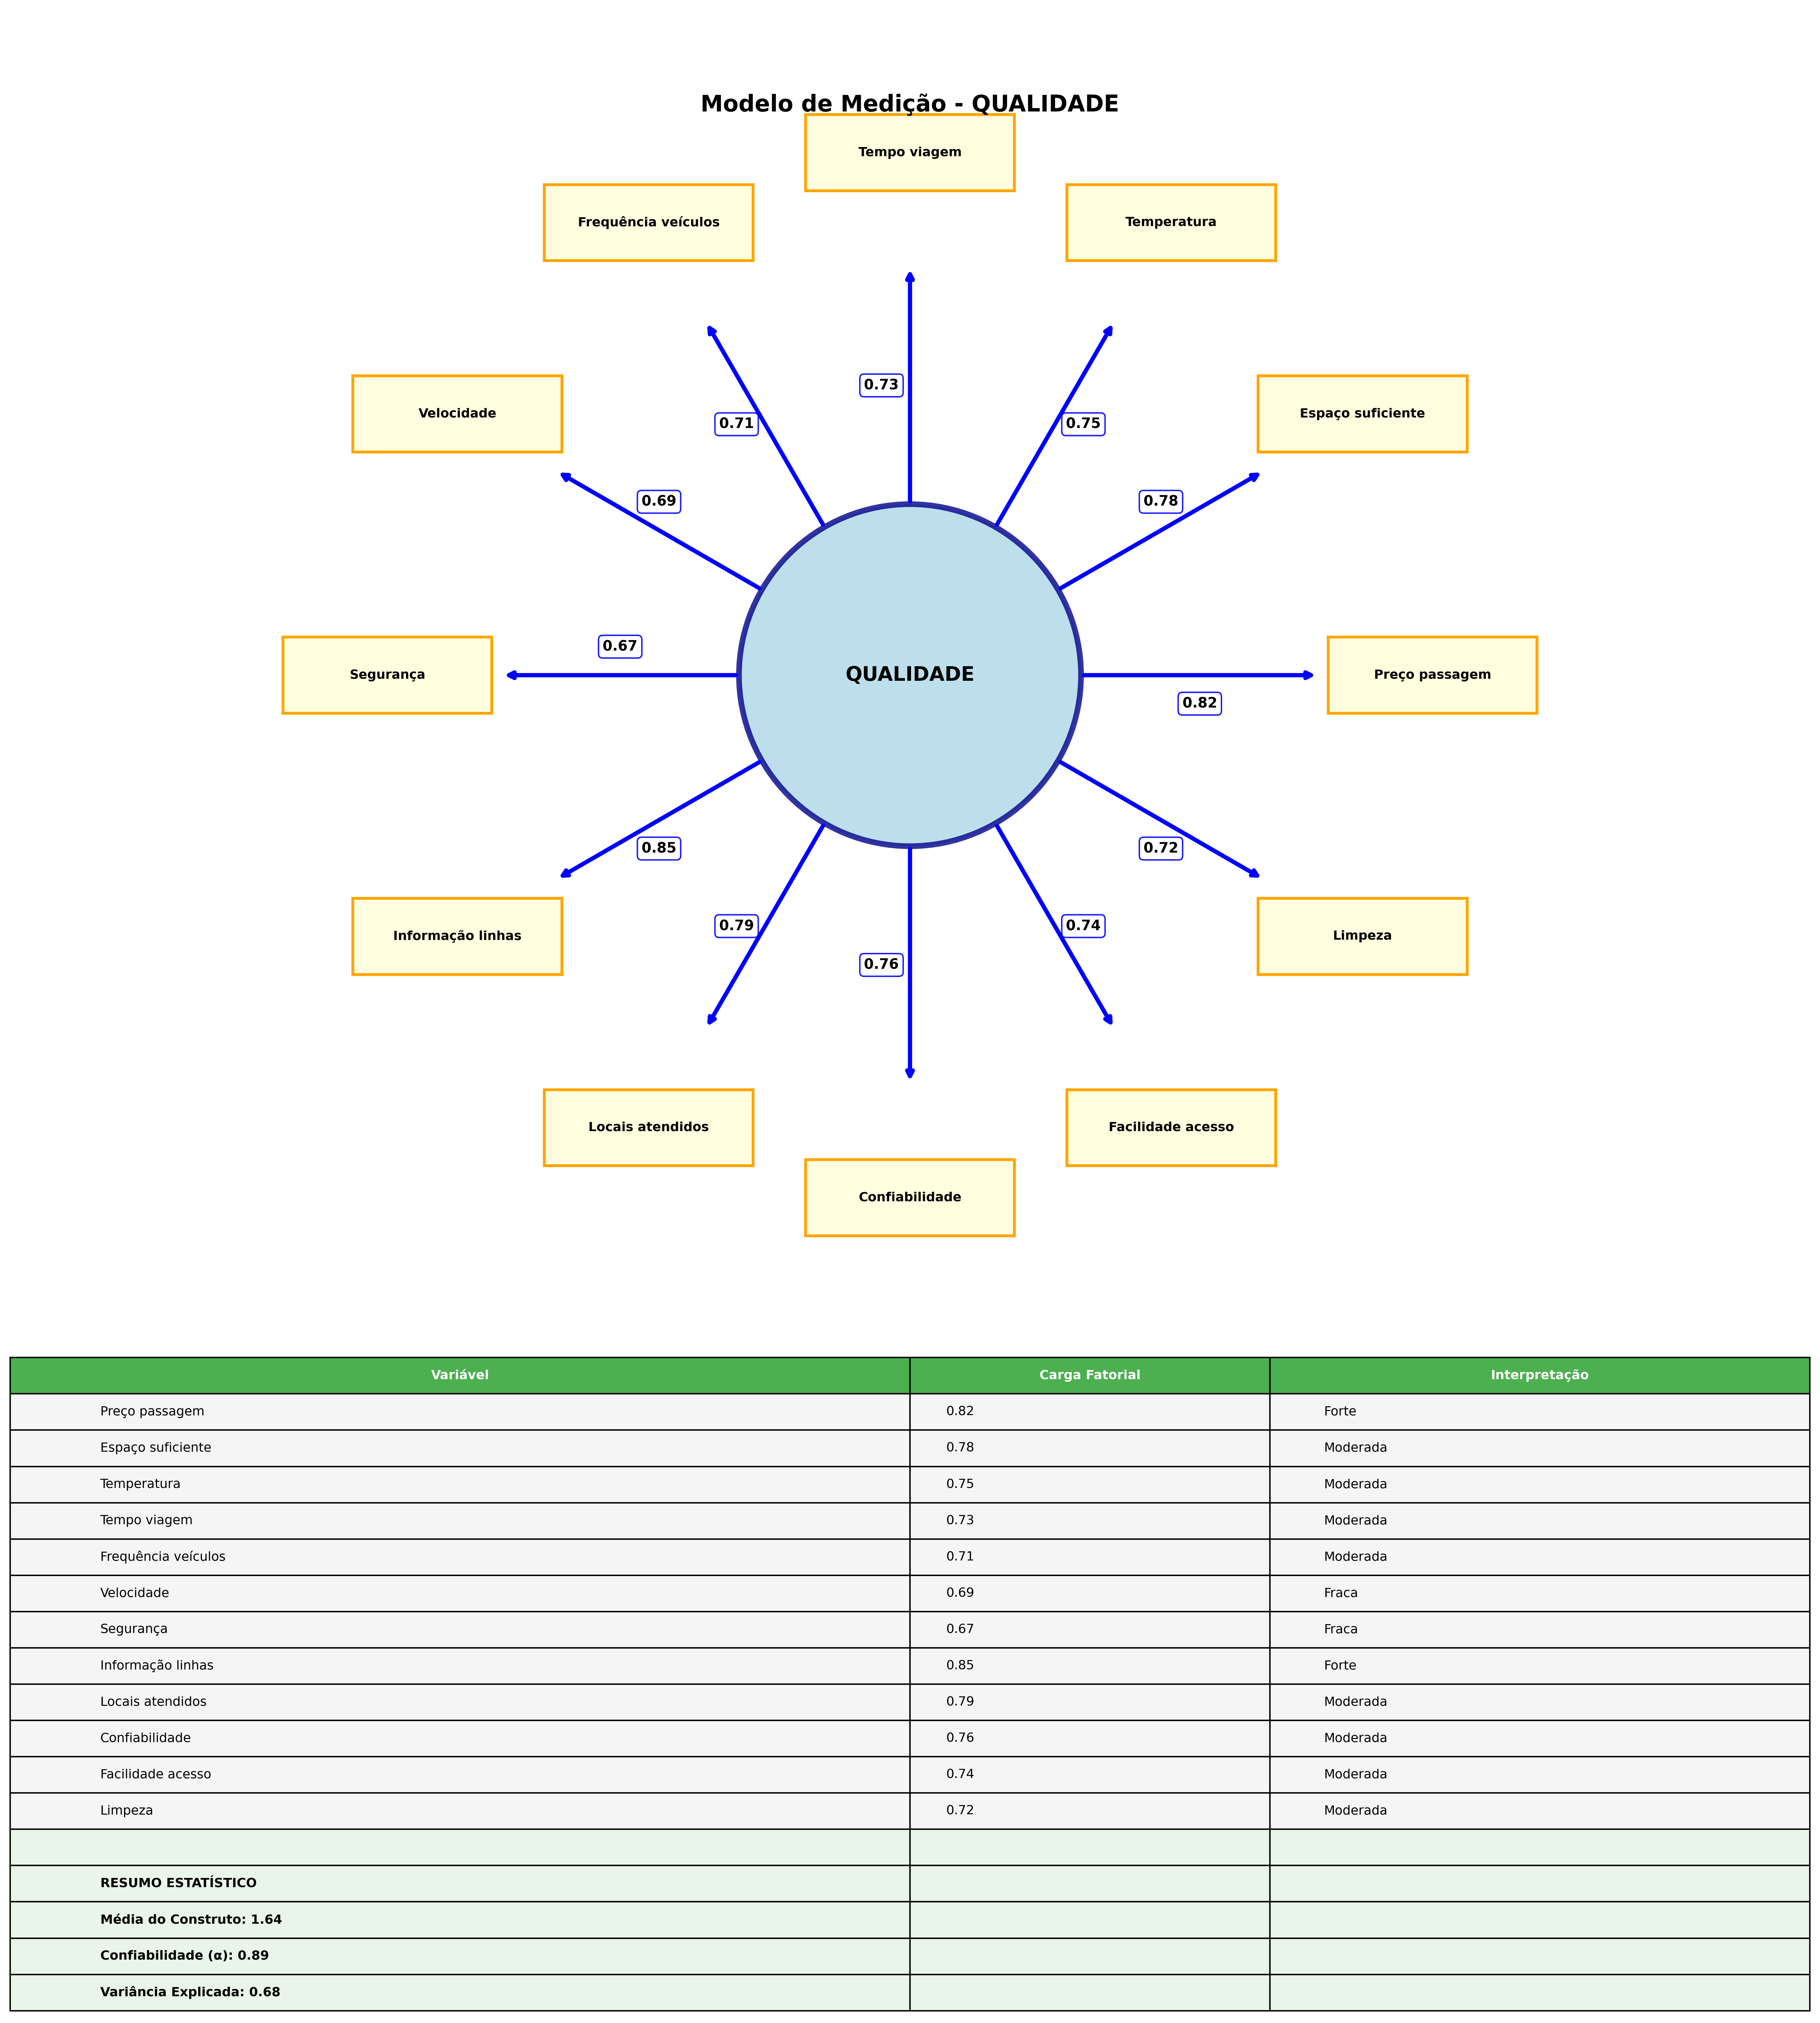 Modelo de Medição - QUALIDADE
Tempo viagem
Frequência veículos
Temperatura
0.73
Velocidade
Espaço suficiente
0.71
0.75
0.69
0.78
0.67
Segurança
QUALIDADE
Preço passagem
0.82
0.85
0.72
0.79
0.74
Informação linhas
Limpeza
0.76
Locais atendidos
Facilidade acesso
Confiabilidade
Variável Carga Fatorial Interpretação
Preço passagem 0.82 Forte
Espaço suficiente 0.78 Moderada
Temperatura 0.75 Moderada
Tempo viagem 0.73 Moderada
Frequência veículos 0.71 Moderada
Velocidade 0.69 Fraca
Segurança 0.67 Fraca
Informação linhas 0.85 Forte
Locais atendidos 0.79 Moderada
Confiabilidade 0.76 Moderada
Facilidade acesso 0.74 Moderada
Limpeza 0.72 Moderada
RESUMO ESTATÍSTICO
Média do Construto: 1.64
Confiabilidade (α): 0.89
Variância Explicada: 0.68